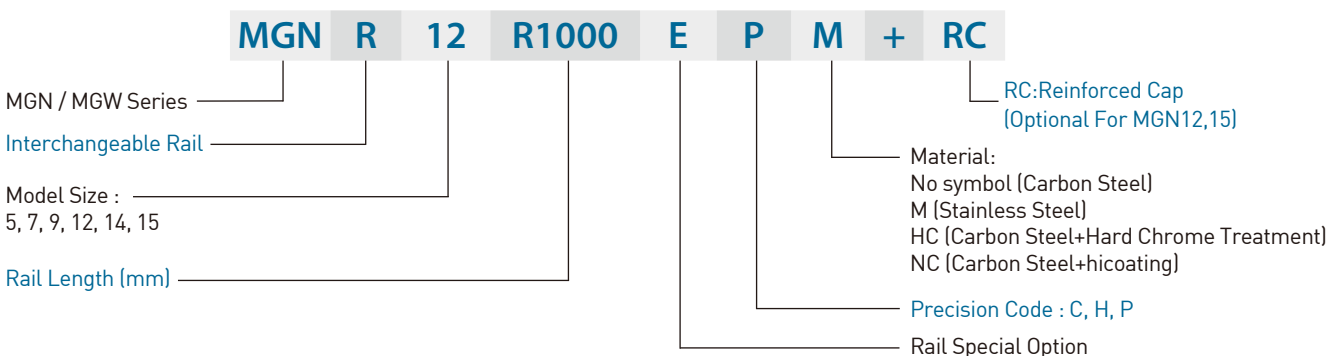 MGN R 12 R1000 E P M + RC
MGN / MGW Series
Interchangeable Rail
Model Size :
5, 7, 9, 12, 14, 15
Rail Length (mm)
RC:Reinforced Cap
(Optional For MGN12,15)
Material:
No symbol (Carbon Steel)
M (Stainless Steel)
HC (Carbon Steel+Hard Chrome Treatment)
NC (Carbon Steel+hicoating)
Precision Code : C, H, P
Rail Special Option